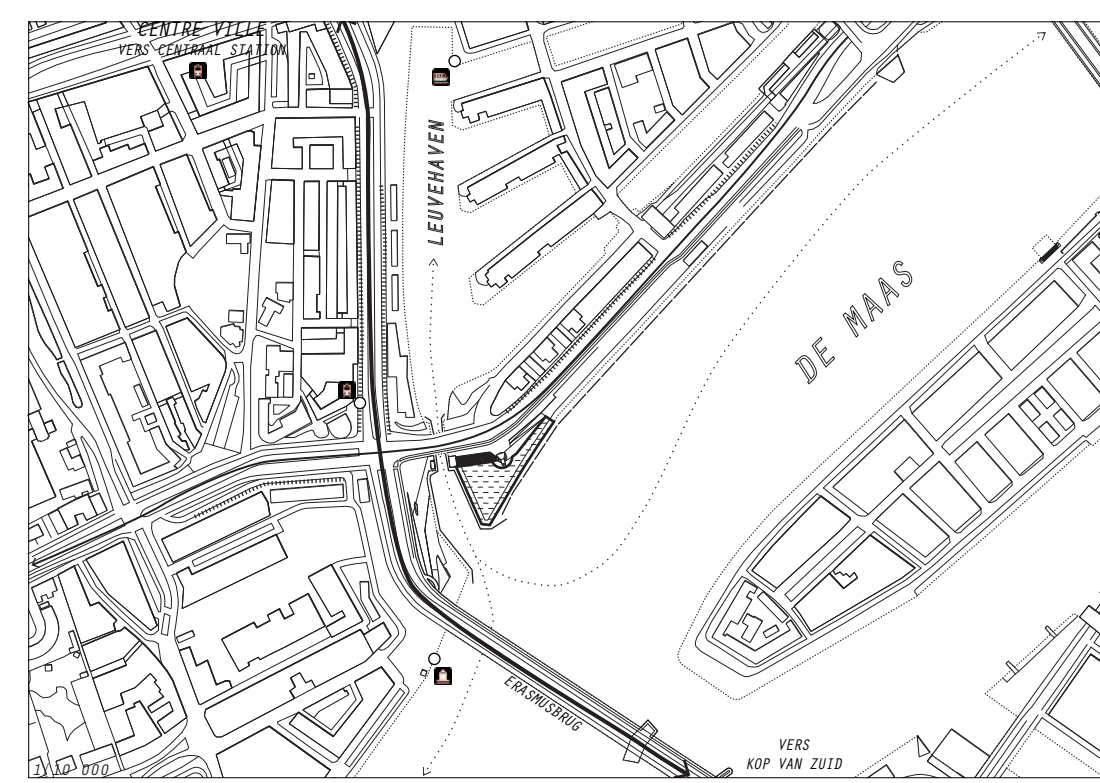 CENTRE VILLE
VERS CENTRAAL STATION
LEUVEHAVEN
DE MAAS
ERASMUSBRUG
VERS
KOP VAN ZUID
1/10 000